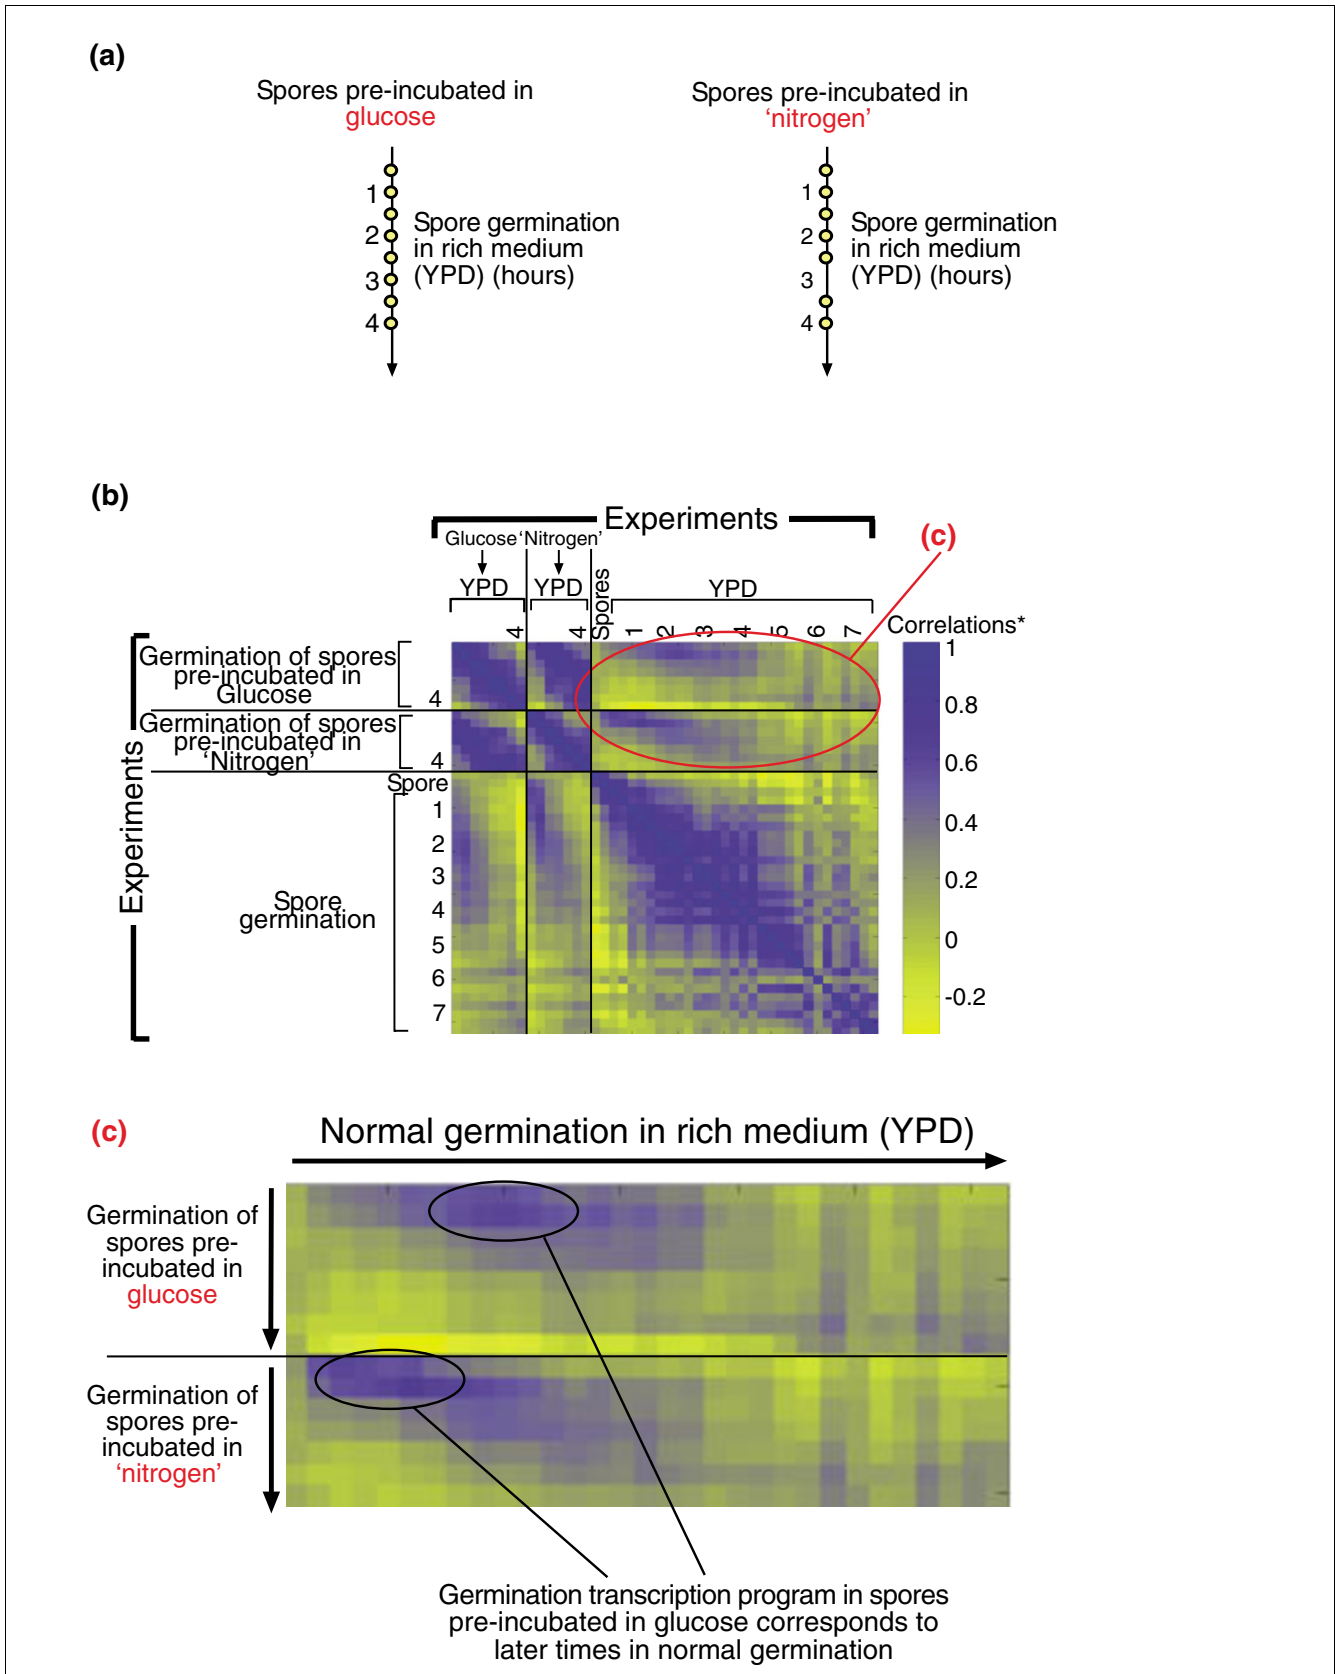 (a)
Spores pre-incubated in
glucose
1
2
3
4
Spore germination
in rich medium
(YPD) (hours)
Spores pre-incubated in
‘nitrogen’
1
2
3
4
Spore germination
in rich medium
(YPD) (hours)
(b)
Experiments
(c)
Glucose ‘Nitrogen’
YPD YPD Spores YPD
4 4 1 2 3 4 5 6 7
Correlations*
1
0.8
0.6
0.4
0.2
0
-0.2
Experiments
Germination of spores
pre-incubated in
Glucose
4
Germination of spores
pre-incubated in
‘Nitrogen’
4
Spore
1
2
3
4
5
6
7
Spore
germination
(c)
Normal germination in rich medium (YPD)
Germination of
spores pre-
incubated in
glucose
Germination of
spores pre-
incubated in
‘nitrogen’
Germination transcription program in spores
pre-incubated in glucose corresponds to
later times in normal germination